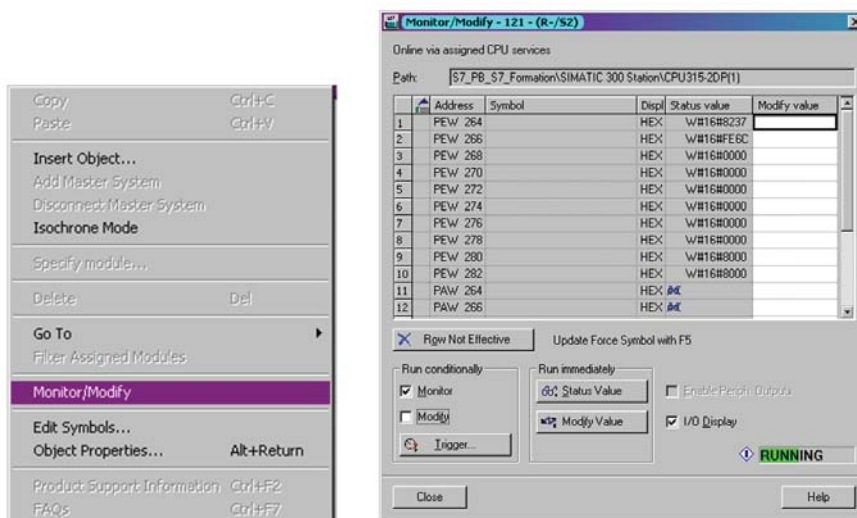 Copy Ctrl+C
Paste Ctrl+V
Insert Object...
Add Master System
Disconnect Master System
Isochrone Mode
Specify module...
Delete Del
Go To
Filter Assigned Modules
Monitor/Modify
Edit Symbols...
Object Properties... Alt+Return
Product Support Information Ctrl+F2
FAQs Ctrl+F7
Monitor/Modify - 121 - (R-/S2)
Online via assigned CPU services
Path: S7_PB_S7_Formation\SIMATIC 300 Station\CPU315-2DP(1)
Address Symbol Displ Status value Modify value
1 PEW 264 HEX W#16#8237
2 PEW 266 HEX W#16#FE6C
3 PEW 268 HEX W#16#0000
4 PEW 270 HEX W#16#0000
5 PEW 272 HEX W#16#0000
6 PEW 274 HEX W#16#0000
7 PEW 276 HEX W#16#0000
8 PEW 278 HEX W#16#0000
9 PEW 280 HEX W#16#8000
10 PEW 282 HEX W#16#8000
11 PAW 264 HEX
12 PAW 266 HEX
Row Not Effective Update Force Symbol with F5
Run conditionally Run immediately
Monitor Status Value Enable Periph. Outputs
Modify Modify Value I/O Display
Trigger...
RUNNING
Close Help